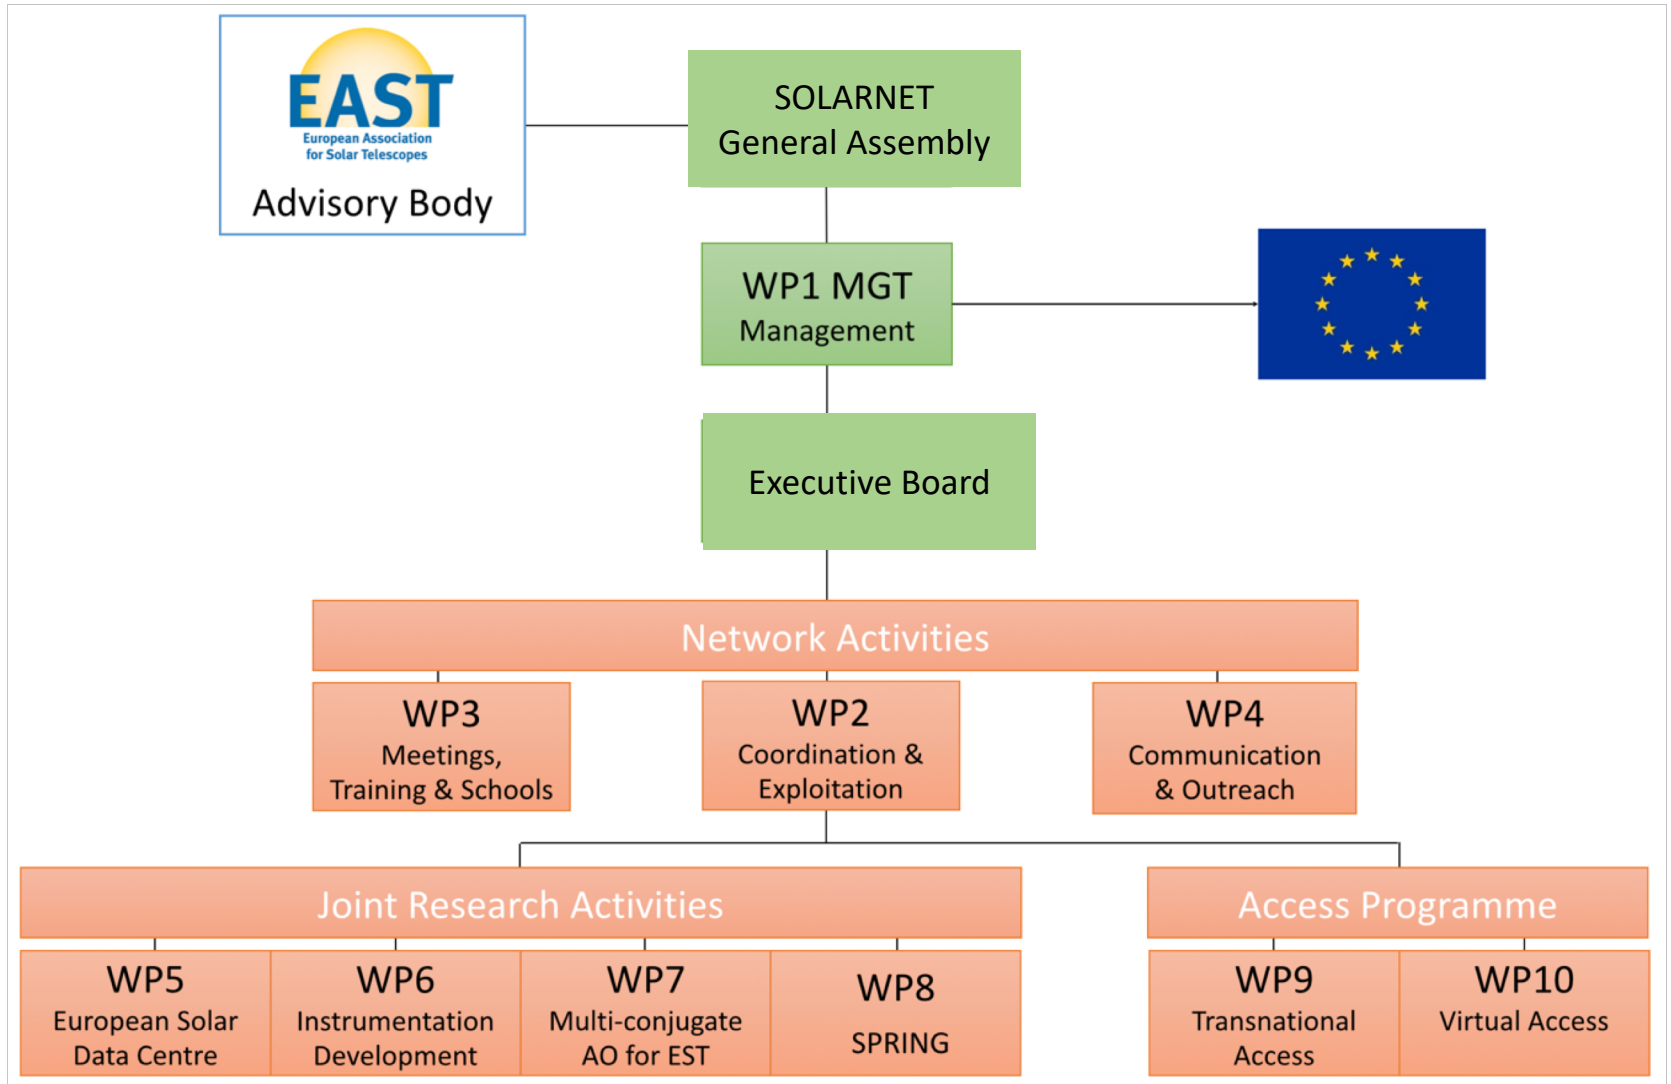 EAST
European Association
for Solar Telescopes
Advisory Body
SOLARNET
General Assembly
WP1 MGT
Management
Executive Board
Network Activities
WP3
Meetings,
Training & Schools
WP2
Coordination &
Exploitation
WP4
Communication
& Outreach
Joint Research Activities
WP5
European Solar
Data Centre
WP6
Instrumentation
Development
WP7
Multi-conjugate
AO for EST
WP8
SPRING
Access Programme
WP9
Transnational
Access
WP10
Virtual Access